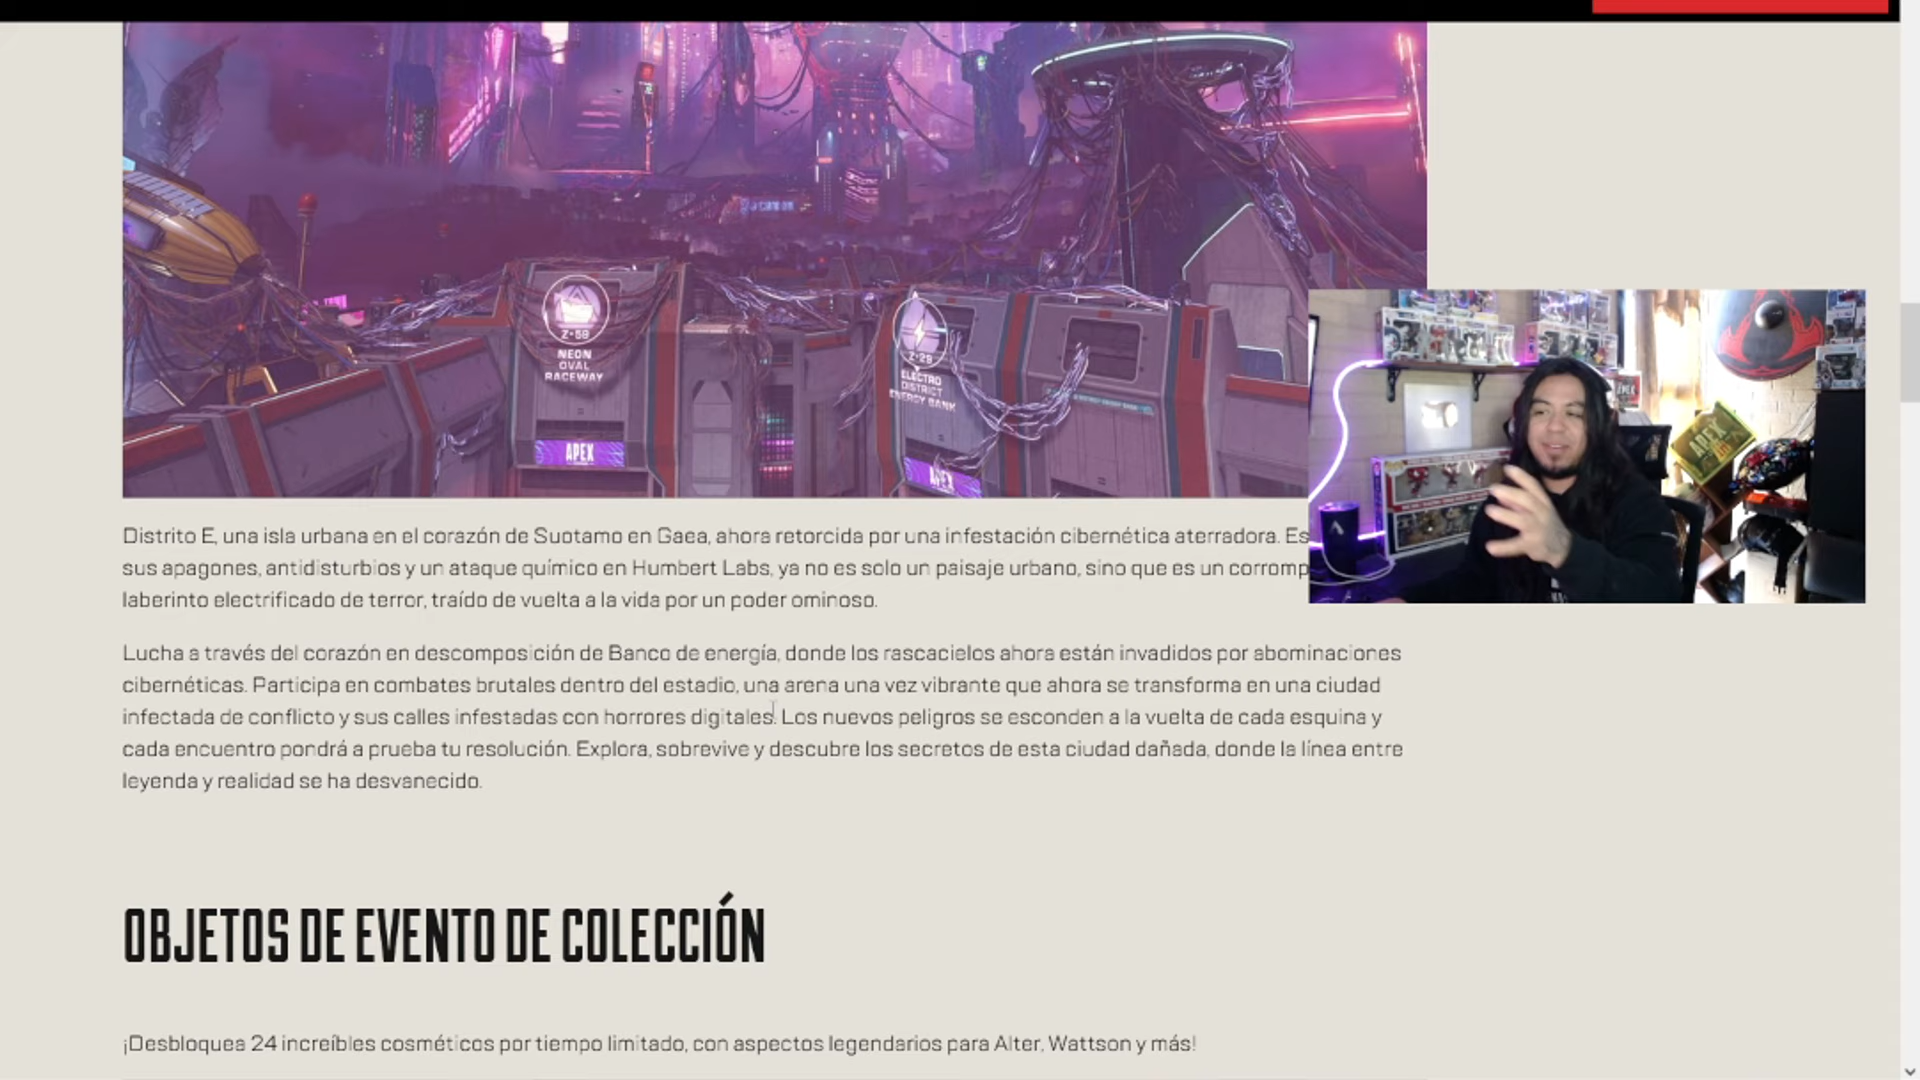 Z-58
NEON
OVAL
RACEWAY
APEX
Z-29
ELECTRO
DISTRICT
ENERGY BANK
APEX
Distrito E, una isla urbana en el corazón de Suotamo en Gaea, ahora retorcida por una infestación cibernética aterradora. Es
sus apagones, antidisturbios y un ataque químico en Humbert Labs, ya no es solo un paisaje urbano, sino que es un corromp
laberinto electrificado de terror, traído de vuelta a la vida por un poder ominoso.
Lucha a través del corazón en descomposición de Banco de energía, donde los rascacielos ahora están invadidos por abominaciones
cibernéticas. Participa en combates brutales dentro del estadio, una arena una vez vibrante que ahora se transforma en una ciudad
infectada de conflicto y sus calles infestadas con horrores digitales. Los nuevos peligros se esconden a la vuelta de cada esquina y
cada encuentro pondrá a prueba tu resolución. Explora, sobrevive y descubre los secretos de esta ciudad dañada, donde la línea entre
leyenda y realidad se ha desvanecido.
OBJETOS DE EVENTO DE COLECCIÓN
¡Desbloquea 24 increíbles cosméticos por tiempo limitado, con aspectos legendarios para Alter, Wattson y más!